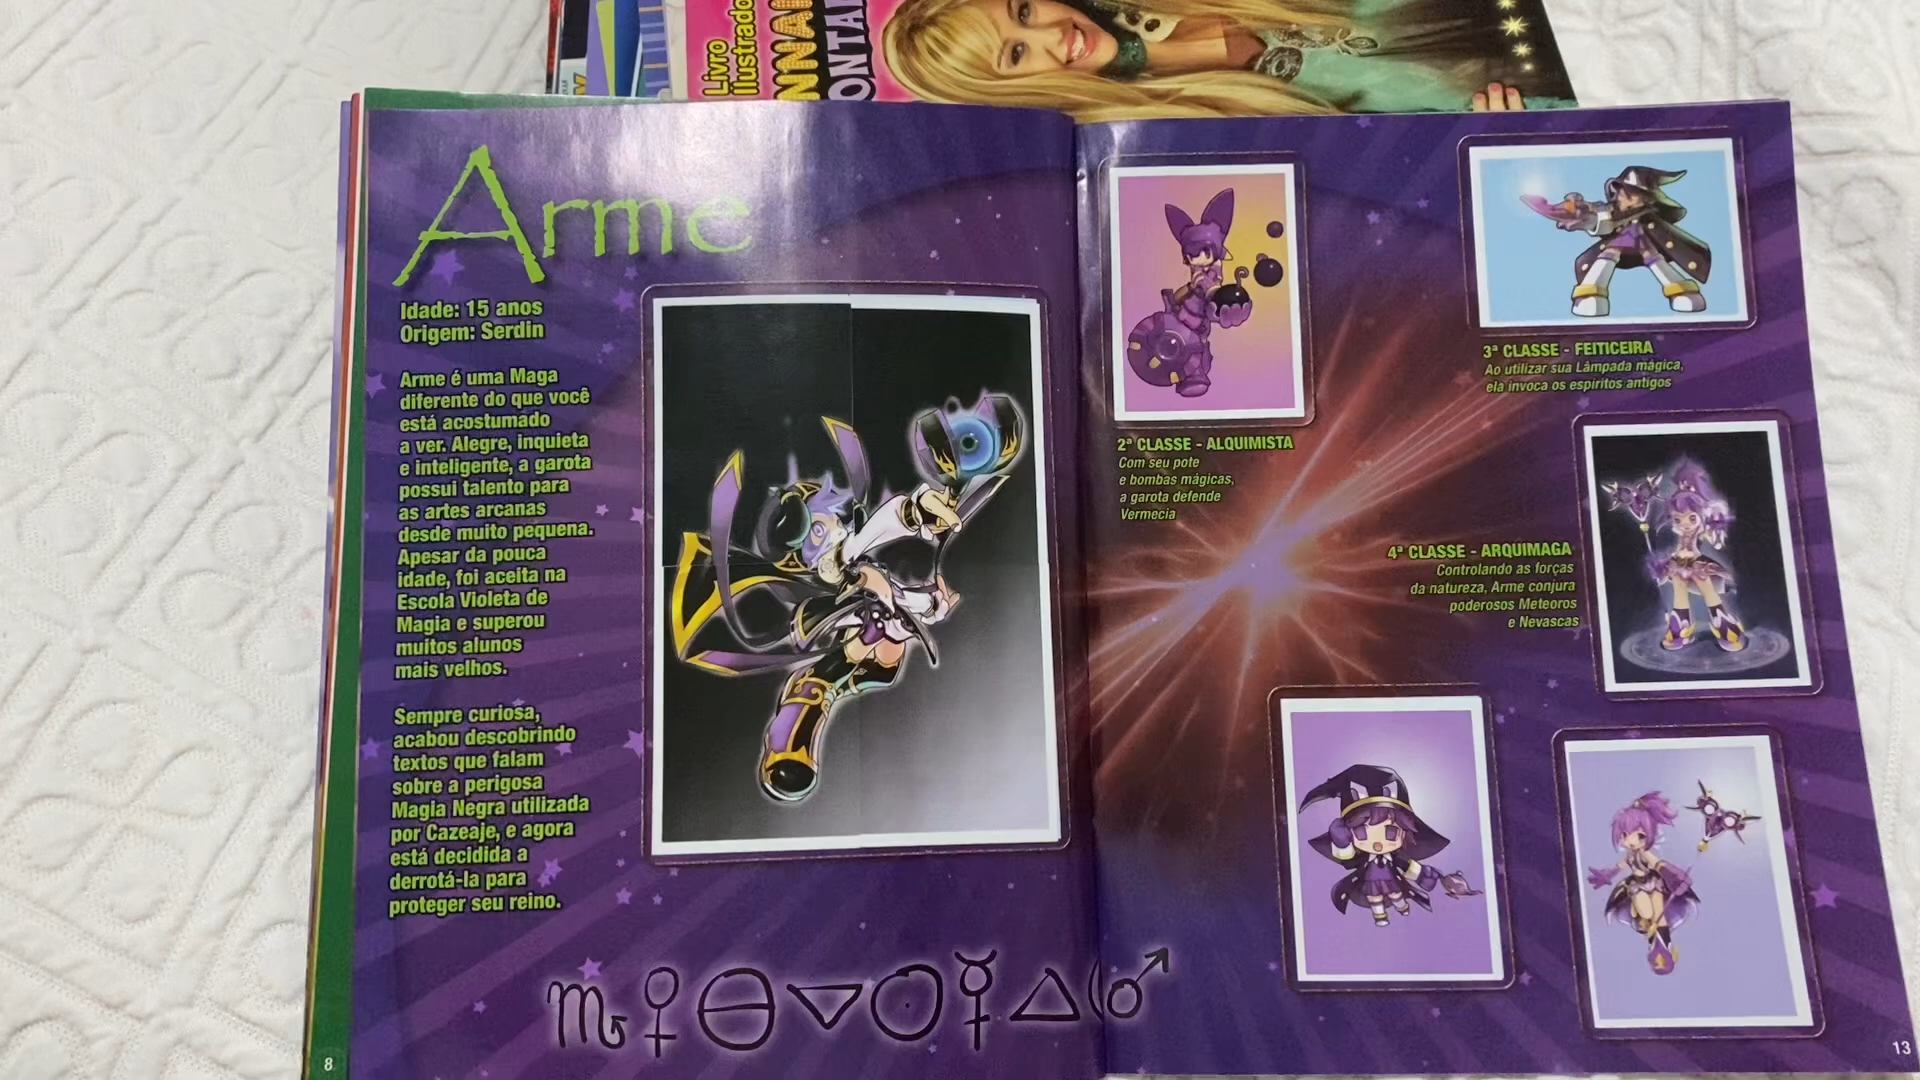 Livro
ilustrado
Arme
Idade: 15 anos
Origem: Serdin
Arme é uma Maga
diferente do que você
está acostumado
a ver. Alegre, inquieta
e inteligente, a garota
possui talento para
as artes arcanas
desde muito pequena.
Apesar da pouca
idade, foi aceita na
Escola Violeta de
Magia e superou
muitos alunos
mais velhos.
Sempre curiosa,
acabou descobrindo
textos que falam
sobre a perigosa
Magia Negra utilizada
por Cazeaje, e agora
está decidida a
derrotá-la para
proteger seu reino.
8
2ª CLASSE - ALQUIMISTA
Com seu pote
e bombas mágicas,
a garota defende
Vermecia
3ª CLASSE - FEITICEIRA
Ao utilizar sua Lâmpada mágica,
ela invoca os espíritos antigos
4ª CLASSE - ARQUIMAGA
Controlando as forças
da natureza, Arme conjura
poderosos Meteoros
e Nevascas
13